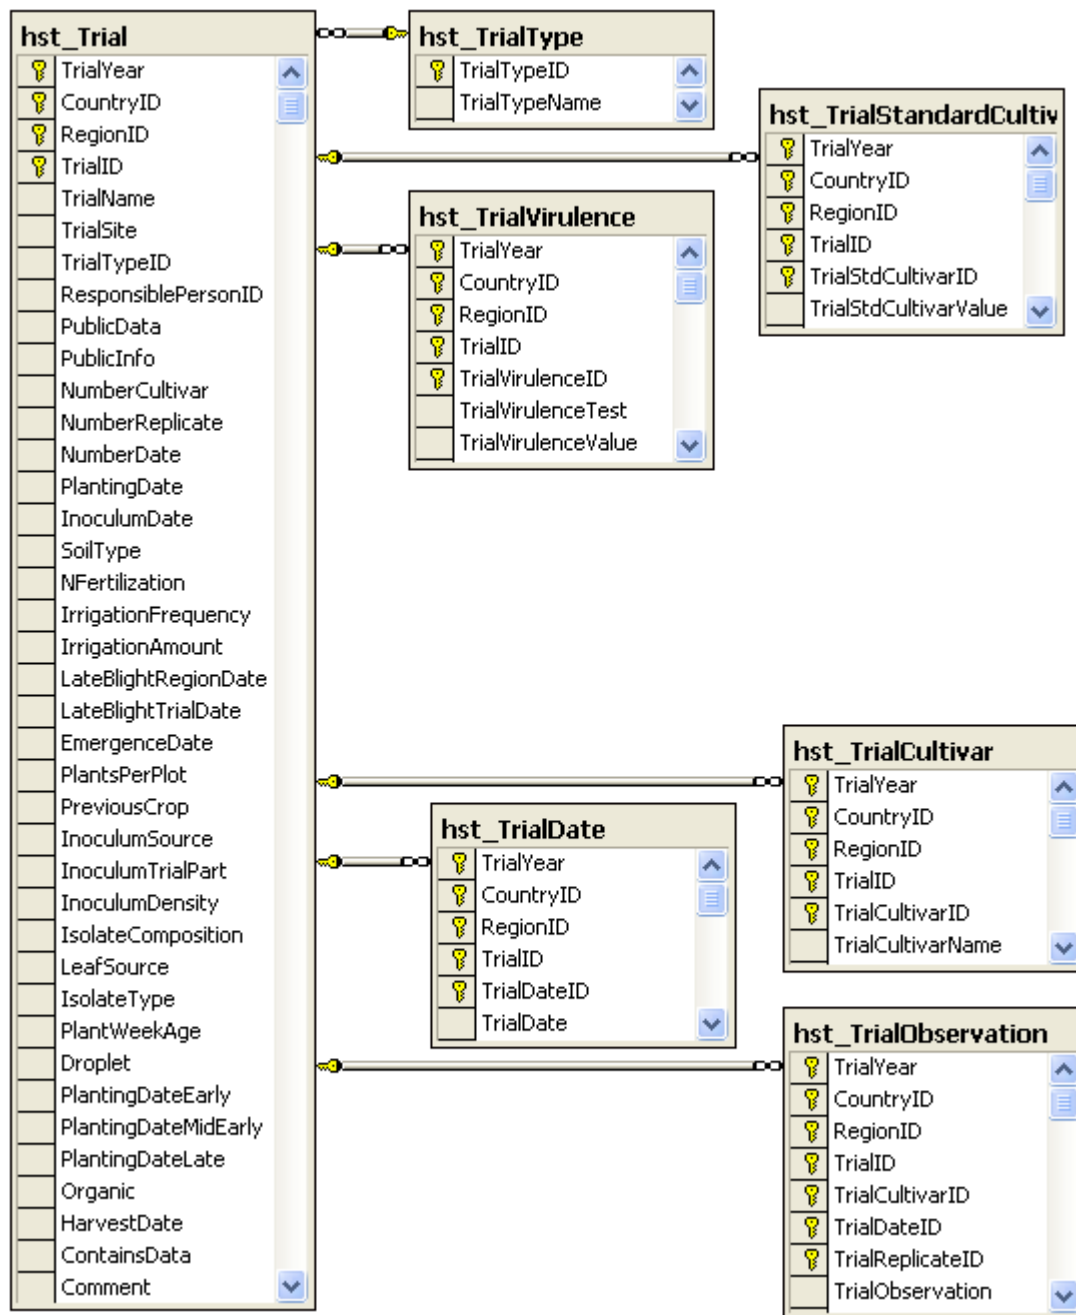 hst_Trial
TrialYear
CountryID
RegionID
TrialID
TrialName
TrialSite
TrialTypeID
ResponsiblePersonID
PublicData
PublicInfo
NumberCultivar
NumberReplicate
NumberDate
PlantingDate
InoculumDate
SoilType
NFertilization
IrrigationFrequency
IrrigationAmount
LateBlightRegionDate
LateBlightTrialDate
EmergenceDate
PlantsPerPlot
PreviousCrop
InoculumSource
InoculumTrialPart
InoculumDensity
IsolateComposition
LeafSource
IsolateType
PlantWeekAge
Droplet
PlantingDateEarly
PlantingDateMidEarly
PlantingDateLate
Organic
HarvestDate
ContainsData
Comment
hst_TrialType
TrialTypeID
TrialTypeName
hst_TrialStandardCultiv
TrialYear
CountryID
RegionID
TrialID
TrialStdCultivarID
TrialStdCultivarValue
hst_TrialVirulence
TrialYear
CountryID
RegionID
TrialID
TrialVirulenceID
TrialVirulenceTest
TrialVirulenceValue
hst_TrialCultivar
TrialYear
CountryID
RegionID
TrialID
TrialCultivarID
TrialCultivarName
hst_TrialDate
TrialYear
CountryID
RegionID
TrialID
TrialDateID
TrialDate
hst_TrialObservation
TrialYear
CountryID
RegionID
TrialID
TrialCultivarID
TrialDateID
TrialReplicateID
TrialObservation